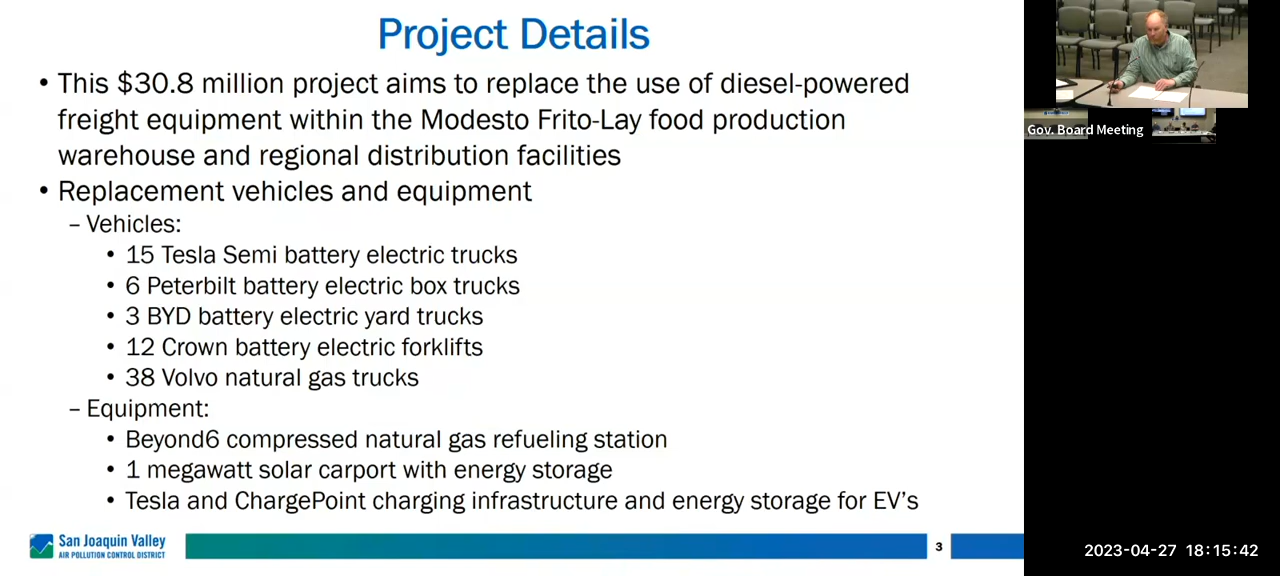 Project Details
• This $30.8 million project aims to replace the use of diesel-powered
freight equipment within the Modesto Frito-Lay food production
warehouse and regional distribution facilities
• Replacement vehicles and equipment
– Vehicles:
• 15 Tesla Semi battery electric trucks
• 6 Peterbilt battery electric box trucks
• 3 BYD battery electric yard trucks
• 12 Crown battery electric forklifts
• 38 Volvo natural gas trucks
– Equipment:
• Beyond6 compressed natural gas refueling station
• 1 megawatt solar carport with energy storage
• Tesla and ChargePoint charging infrastructure and energy storage for EV's
San Joaquin Valley
AIR POLLUTION CONTROL DISTRICT
3
Gov. Board Meeting
2023-04-27 18:15:42